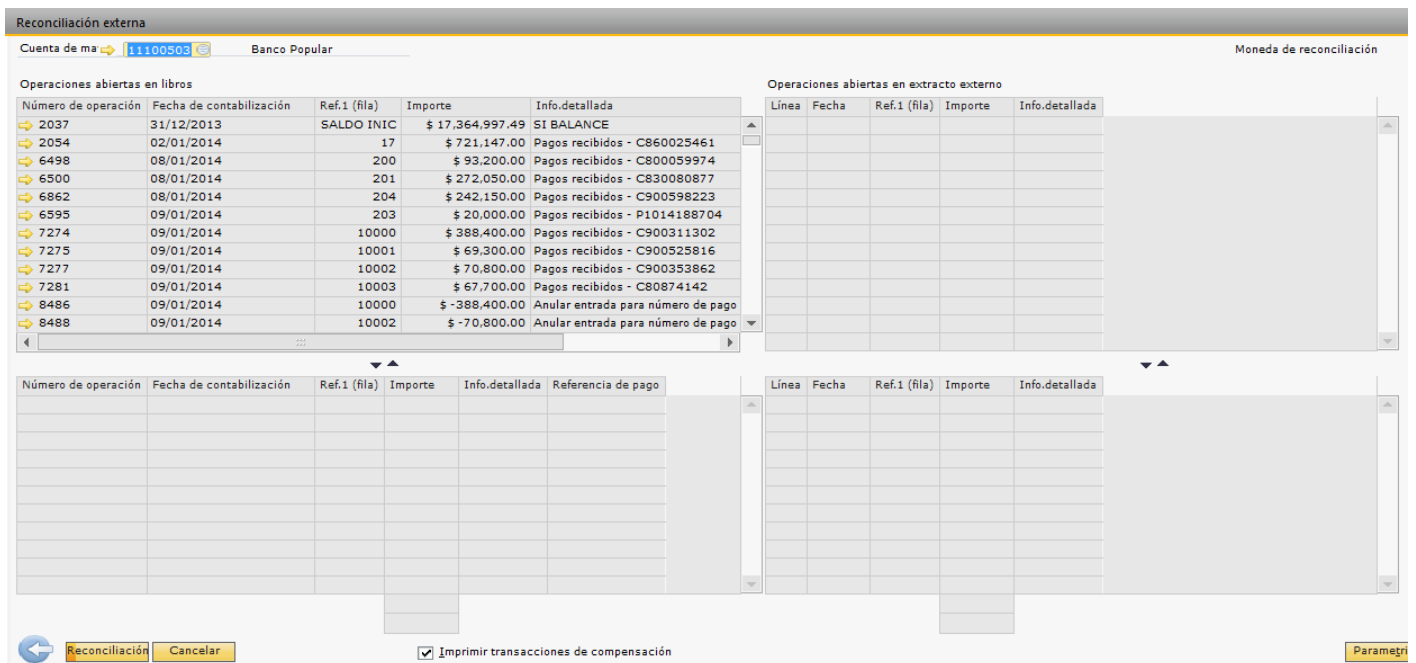 Reconciliación externa
Cuenta de ma 11100503 Banco Popular Moneda de reconciliación
Operaciones abiertas en libros
Número de operación Fecha de contabilización Ref.1 (fila) Importe Info.detallada
2037 31/12/2013 SALDO INIC $ 17,364,997.49 SI BALANCE
2054 02/01/2014 17 $ 721,147.00 Pagos recibidos - C860025461
6498 08/01/2014 200 $ 93,200.00 Pagos recibidos - C800059974
6500 08/01/2014 201 $ 272,050.00 Pagos recibidos - C830080877
6862 08/01/2014 204 $ 242,150.00 Pagos recibidos - C900598223
6595 09/01/2014 203 $ 20,000.00 Pagos recibidos - P1014188704
7274 09/01/2014 10000 $ 388,400.00 Pagos recibidos - C900311302
7275 09/01/2014 10001 $ 69,300.00 Pagos recibidos - C900525816
7277 09/01/2014 10002 $ 70,800.00 Pagos recibidos - C900353862
7281 09/01/2014 10003 $ 67,700.00 Pagos recibidos - C80874142
8486 09/01/2014 10000 $ -388,400.00 Anular entrada para número de pago
8488 09/01/2014 10002 $ -70,800.00 Anular entrada para número de pago
Operaciones abiertas en extracto externo
Línea Fecha Ref.1 (fila) Importe Info.detallada
Número de operación Fecha de contabilización Ref.1 (fila) Importe Info.detallada Referencia de pago
Línea Fecha Ref.1 (fila) Importe Info.detallada
Reconciliación Cancelar Imprimir transacciones de compensación Parametri